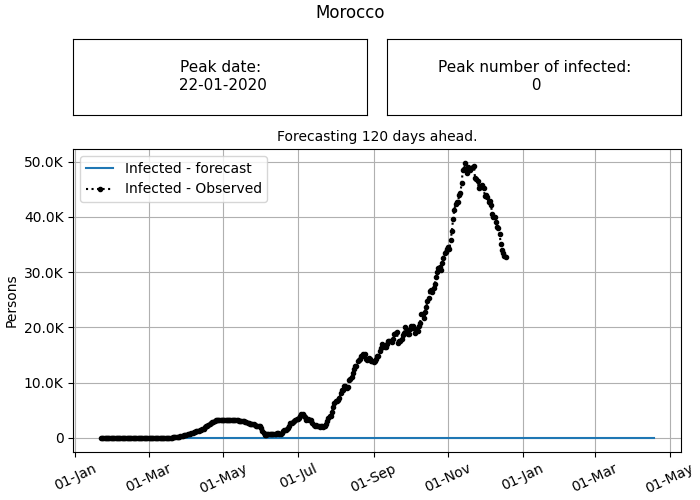 Morocco
Peak date:
22-01-2020
Peak number of infected:
0
Forecasting 120 days ahead.
Infected - forecast
Infected - Observed
50.0K
40.0K
30.0K
20.0K
10.0K
0
Persons
01-Jan
01-Mar
01-May
01-Jul
01-Sep
01-Nov
01-Jan
01-Mar
01-May